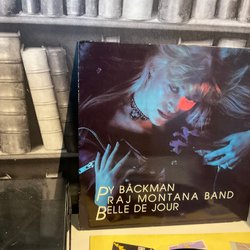 PY BÄCKMAN
RAJ MONTANA BAND
BELLE DE JOUR